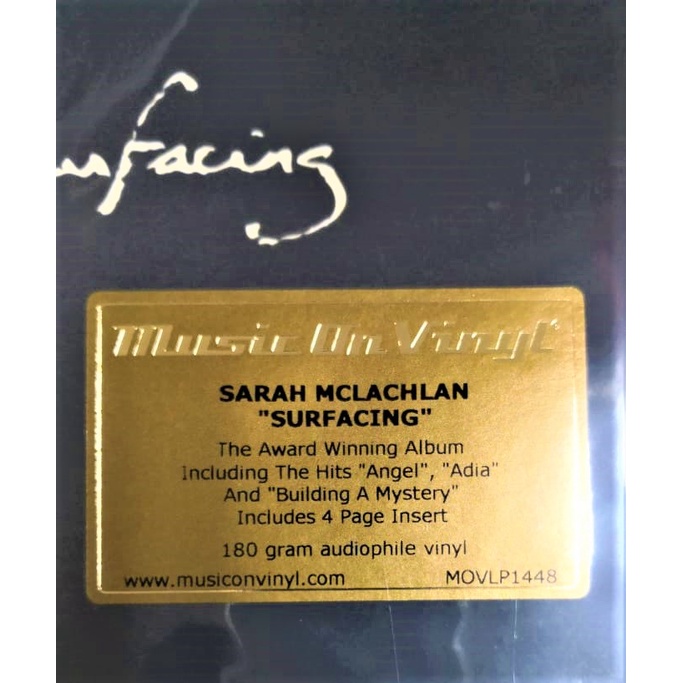 urfacing
Music On Vinyl
SARAH MCLACHLAN
"SURFACING"
The Award Winning Album
Including The Hits "Angel", "Adia"
And "Building A Mystery"
Includes 4 Page Insert
180 gram audiophile vinyl
www.musiconvinyl.com MOVLP1448